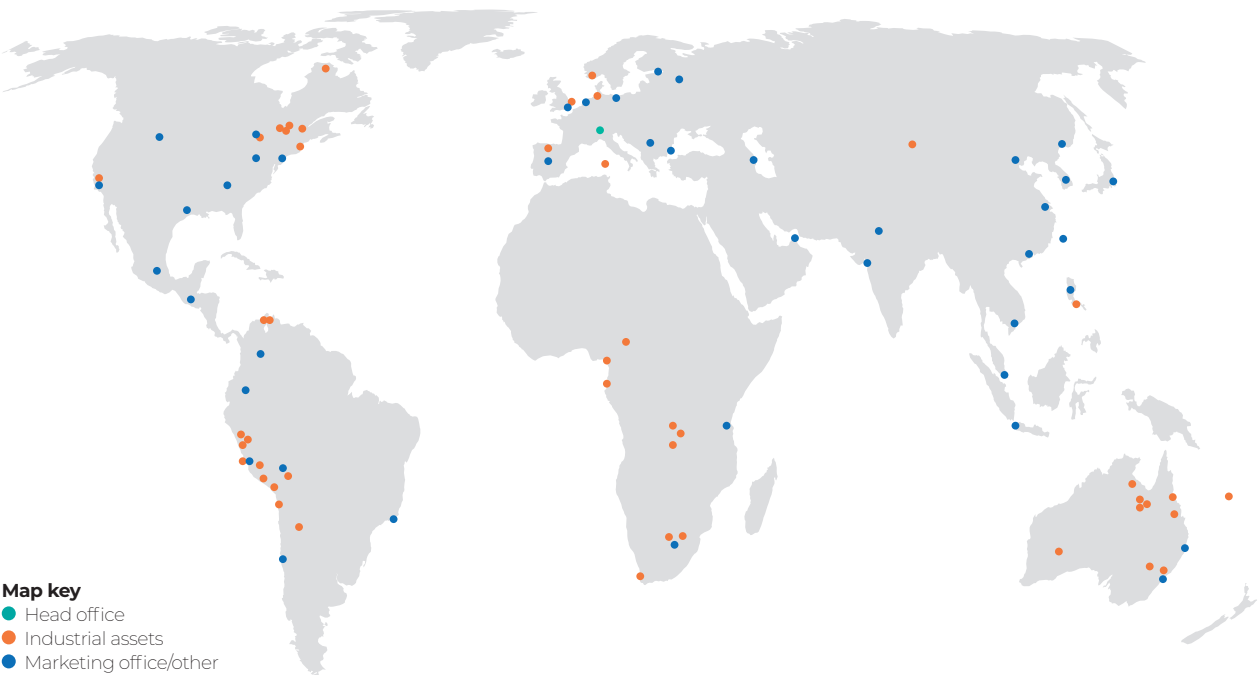 Map key
Head office
Industrial assets
Marketing office/other